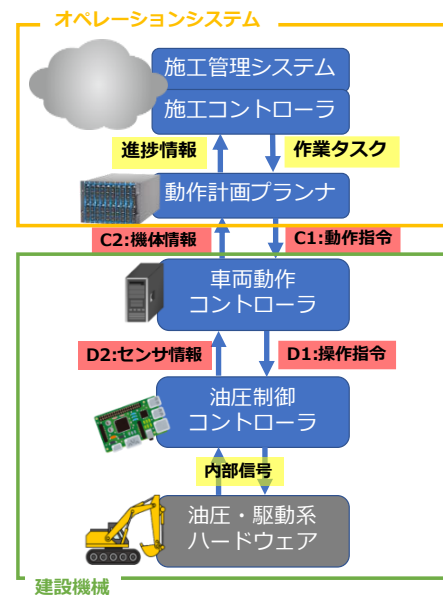 オペレーションシステム
施工管理システム
施工コントローラ
進捗情報
作業タスク
動作計画プランナ
C2:機体情報
C1:動作指令
車両動作
コントローラ
D2:センサ情報
D1:操作指令
油圧制御
コントローラ
内部信号
油圧・駆動系
ハードウェア
建設機械